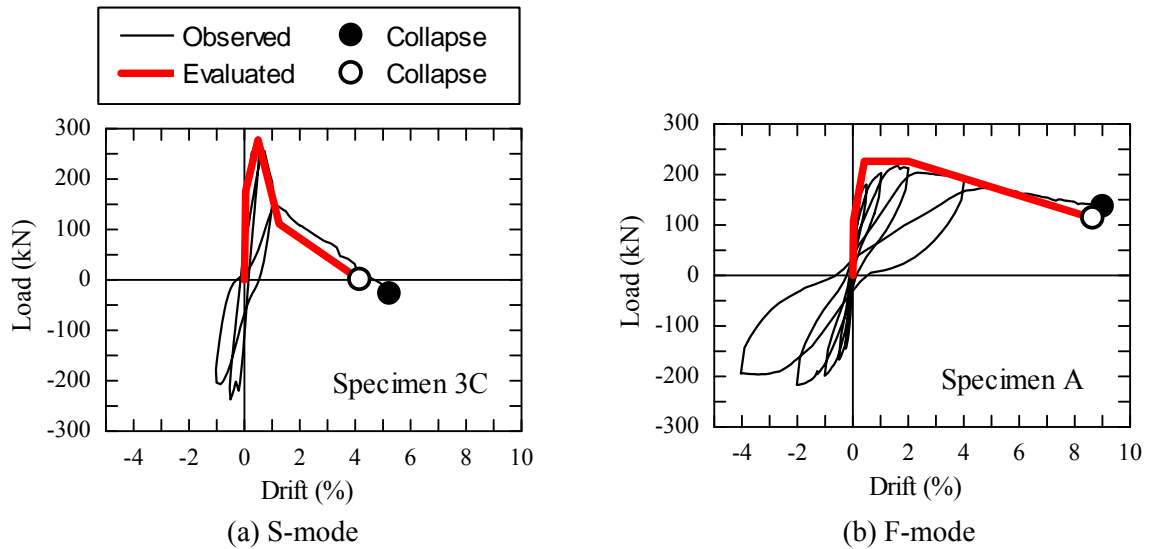 Observed Collapse
Evaluated Collapse
300
200
100
0
-100
-200
-300
Load (kN)
Specimen 3C
-4 -2 0 2 4 6 8 10
Drift (%)
(a) S-mode
300
200
100
0
-100
-200
-300
Load (kN)
Specimen A
-4 -2 0 2 4 6 8 10
Drift (%)
(b) F-mode